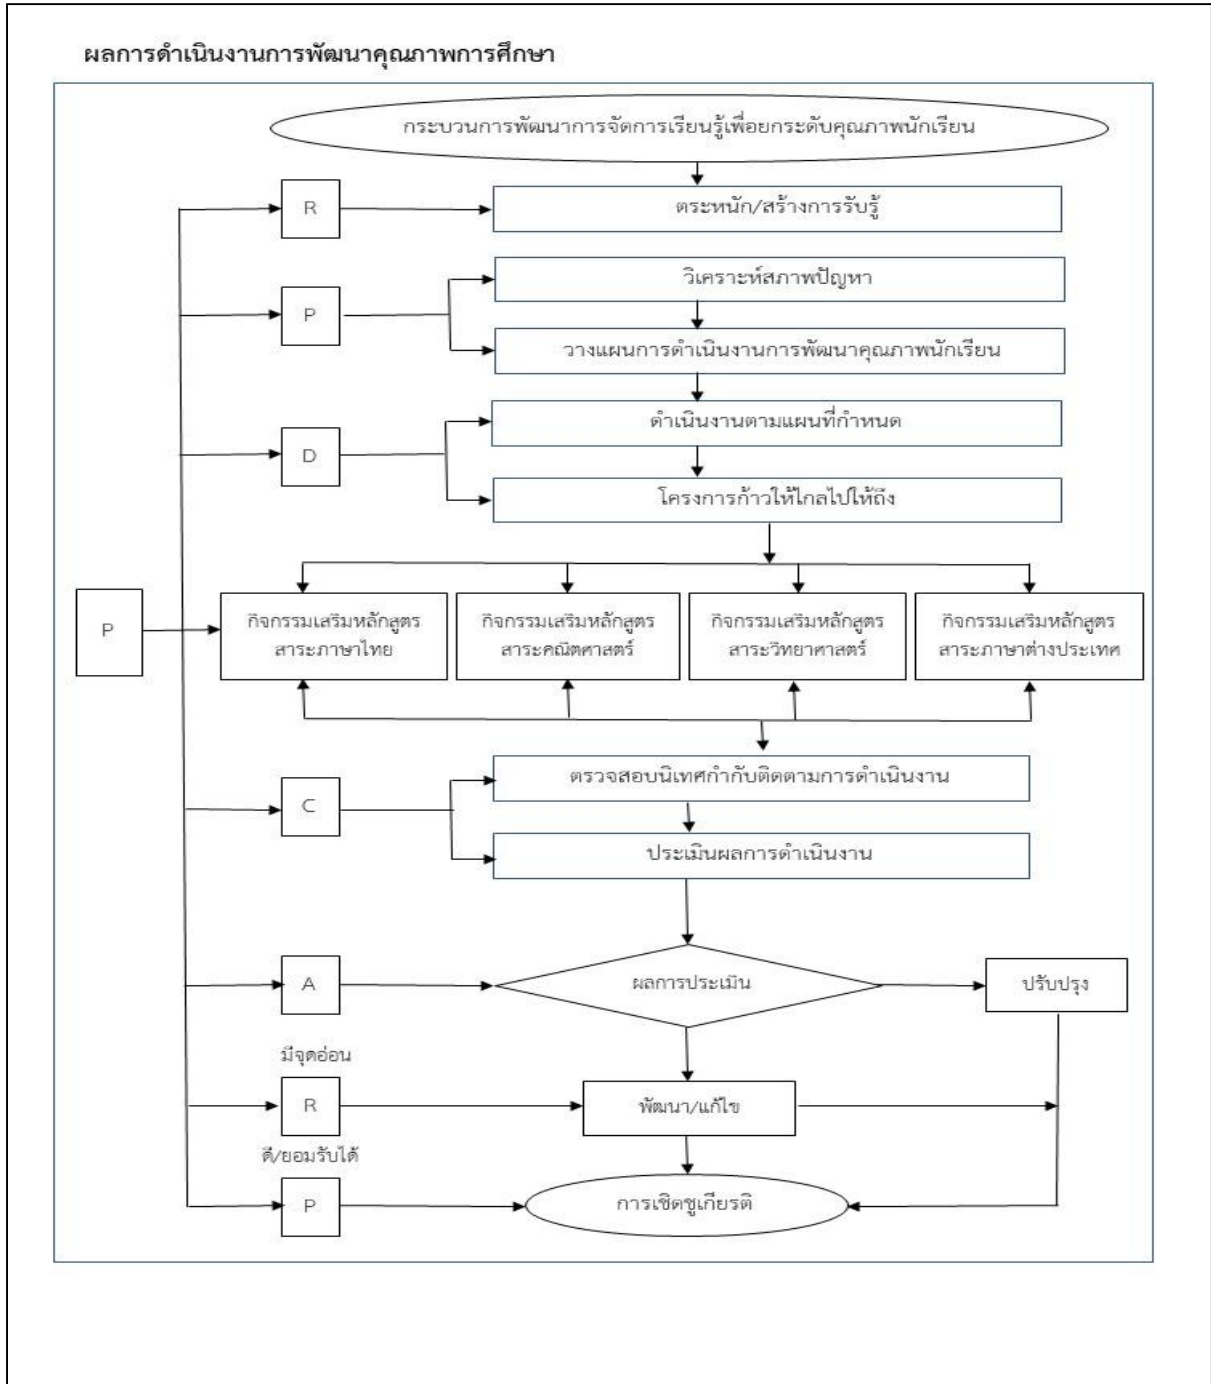 ผลการดำเนินงานการพัฒนาคุณภาพการศึกษา
กระบวนการพัฒนาการจัดการเรียนรู้เพื่อยกระดับคุณภาพนักเรียน
R
ตระหนัก/สร้างการรับรู้
วิเคราะห์สภาพปัญหา
P
วางแผนการดำเนินงานการพัฒนาคุณภาพนักเรียน
ดำเนินงานตามแผนที่กำหนด
D
โครงการก้าวให้ไกลไปให้ถึง
P
กิจกรรมเสริมหลักสูตร
สาระภาษาไทย
กิจกรรมเสริมหลักสูตร
สาระคณิตศาสตร์
กิจกรรมเสริมหลักสูตร
สาระวิทยาศาสตร์
กิจกรรมเสริมหลักสูตร
สาระภาษาต่างประเทศ
ตรวจสอบนิเทศกำกับติดตามการดำเนินงาน
C
ประเมินผลการดำเนินงาน
A
ผลการประเมิน
ปรับปรุง
มีจุดอ่อน
R
พัฒนา/แก้ไข
ดี/ยอมรับได้
P
การเชิดชูเกียรติ